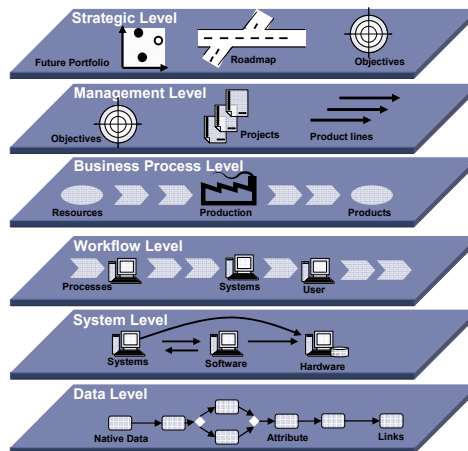 Strategic Level
Future Portfolio
Roadmap
Objectives
Management Level
Objectives
Projects
Product lines
Business Process Level
Resources
Production
Products
Workflow Level
Processes
Systems
User
System Level
Systems
Software
Hardware
Data Level
Native Data
Attribute
Links